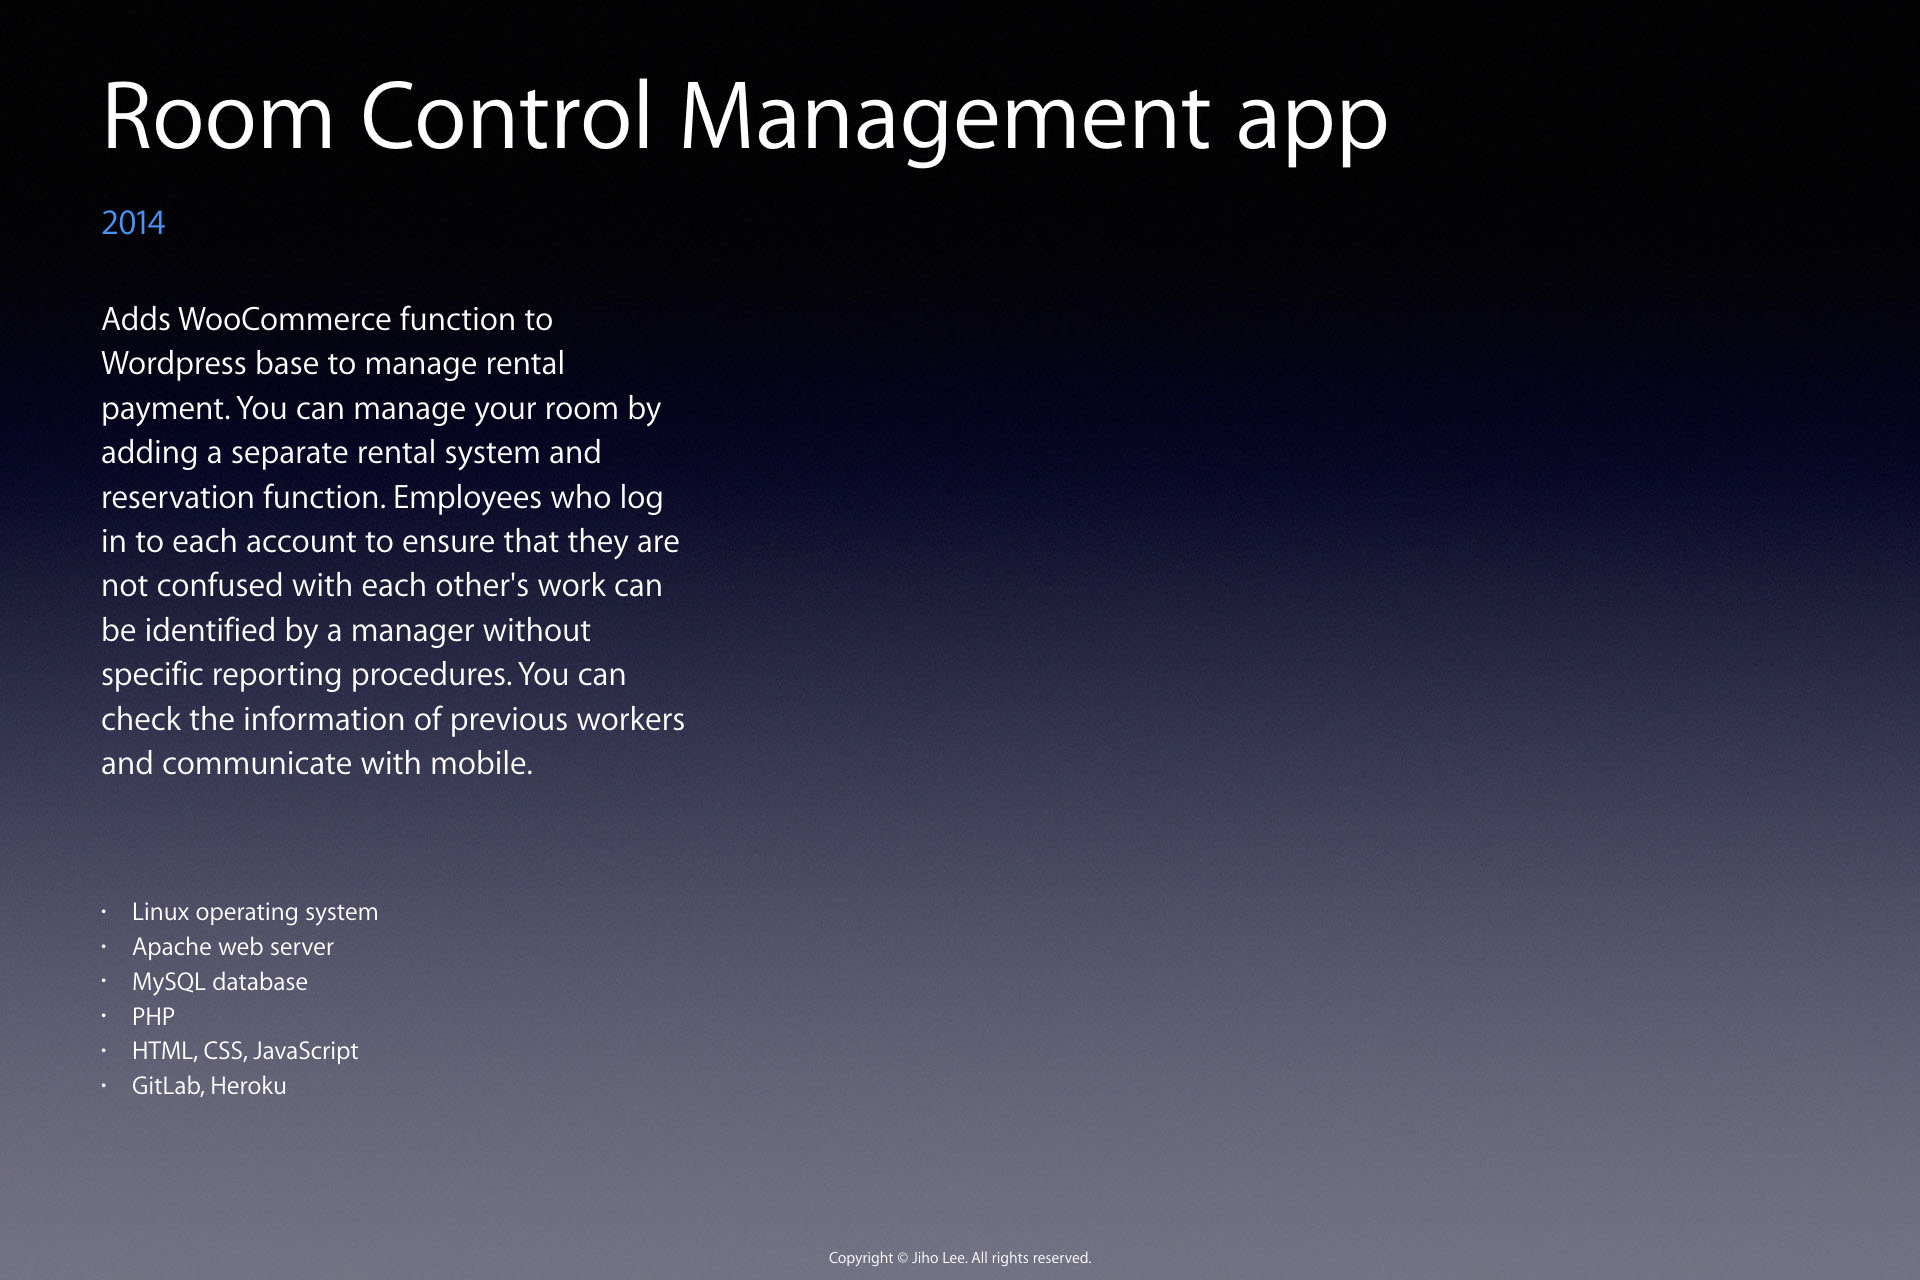 Room Control Management app
2014
Adds WooCommerce function to
Wordpress base to manage rental
payment. You can manage your room by
adding a separate rental system and
reservation function. Employees who log
in to each account to ensure that they are
not confused with each other's work can
be identified by a manager without
specific reporting procedures. You can
check the information of previous workers
and communicate with mobile.
• Linux operating system
• Apache web server
• MySQL database
• PHP
• HTML, CSS, JavaScript
• GitLab, Heroku
Copyright © Jiho Lee. All rights reserved.